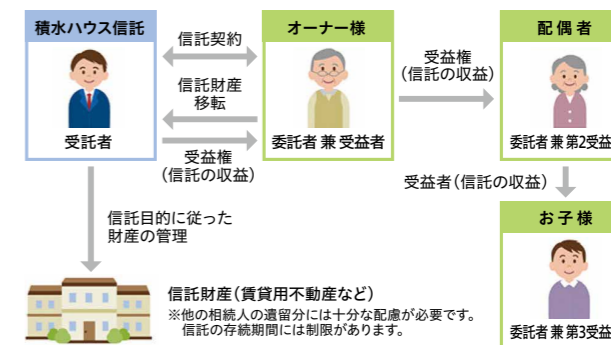 積水ハウス信託
受託者
信託契約
信託財産
移転
受益権
(信託の収益)
オーナー様
委託者 兼 受益者
受益権
(信託の収益)
配偶者
委託者 兼 第2受益
受益者(信託の収益)
お子様
委託者 兼 第3受益
信託目的に従った
財産の管理
信託財産(賃貸用不動産など)
※他の相続人の遺留分には十分な配慮が必要です。
信託の存続期間には制限があります。